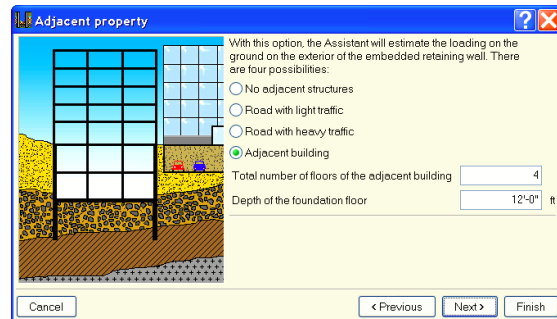 Adjacent property
With this option, the Assistant will estimate the loading on the
ground on the exterior of the embedded retaining wall. There
are four possibilities:
No adjacent structures
Road with light traffic
Road with heavy traffic
Adjacent building
Total number of floors of the adjacent building 4
Depth of the foundation floor 12'-0" ft
Cancel < Previous Next > Finish